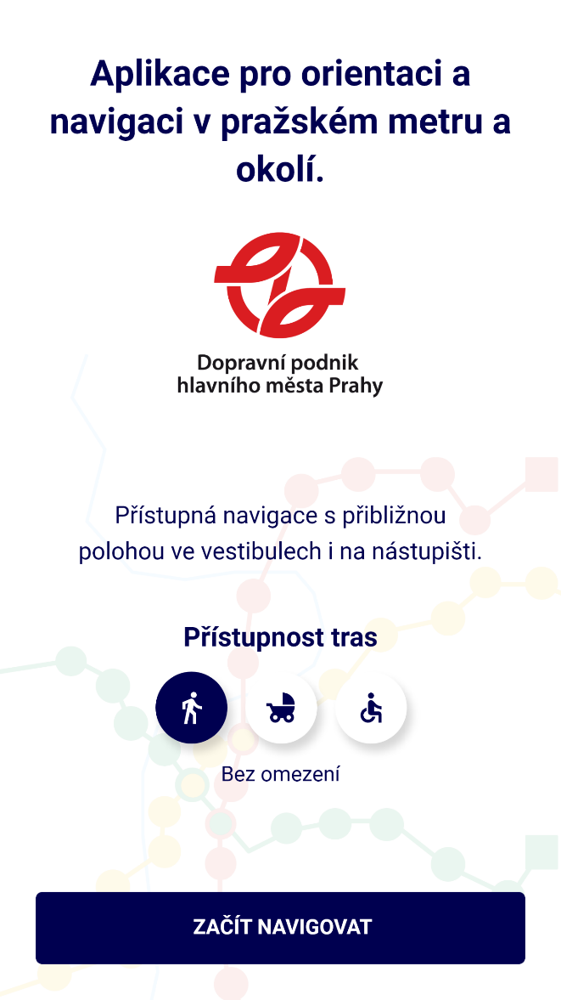 Aplikace pro orientaci a
navigaci v pražském metru a
okolí.
Dopravní podnik
hlavního města Prahy
Přístupná navigace s přibližnou
polohou ve vestibulech i na nástupišti.
Přístupnost tras
Bez omezení
ZAČÍT NAVIGOVAT